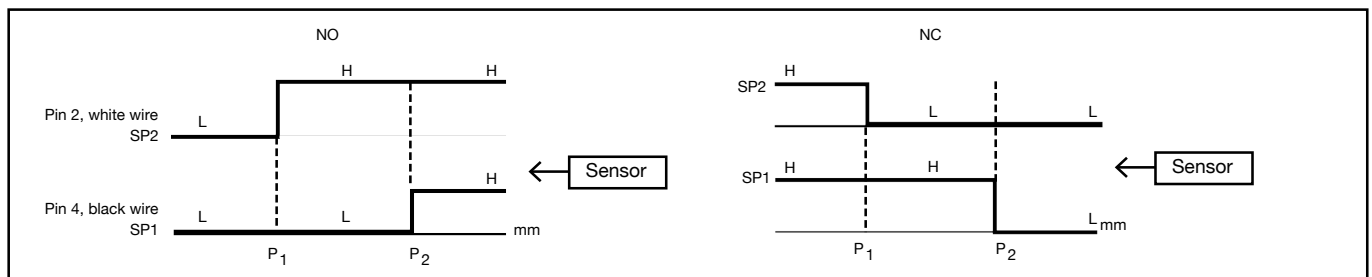 NO
H H
Pin 2, white wire L
SP2
Sensor
H
Pin 4, black wire L L
SP1 mm
P1 P2
NC
H
SP2
L L
Sensor
H H
SP1
L mm
P1 P2